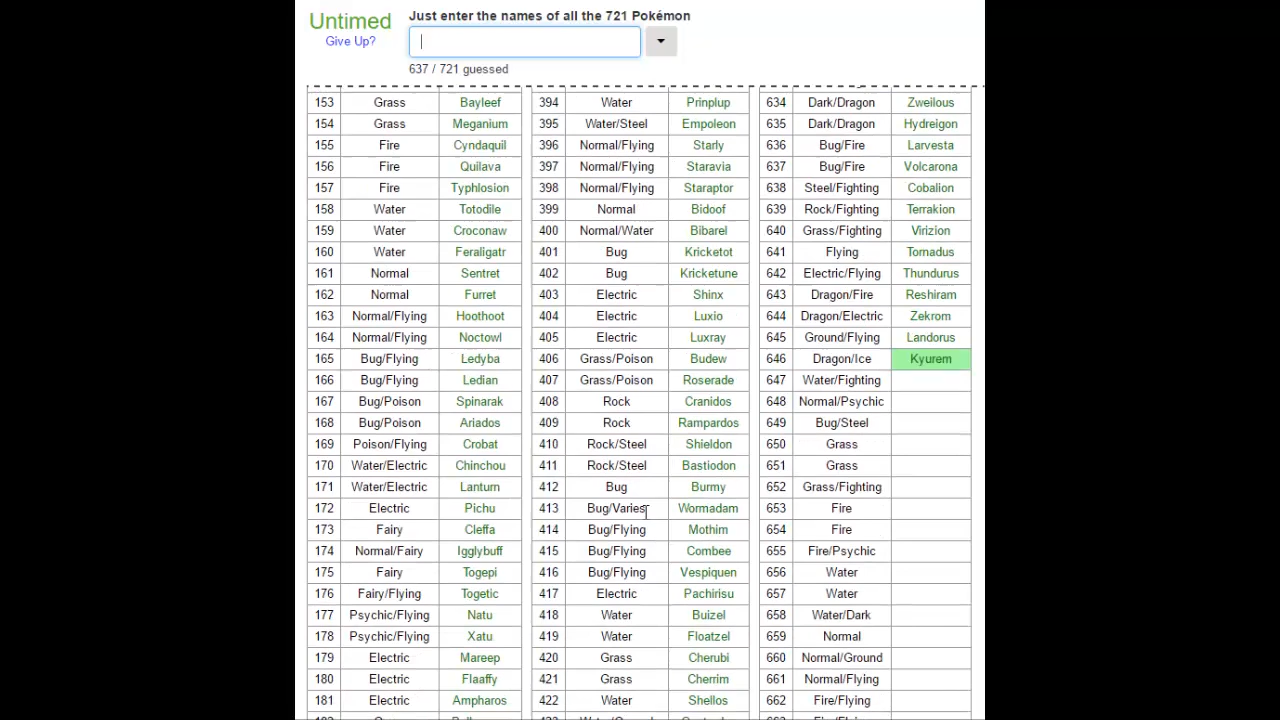 Untimed
Just enter the names of all the 721 Pokémon
Give Up?
637 / 721 guessed
153 Grass Bayleef 394 Water Prinplup 634 Dark/Dragon Zweilous
154 Grass Meganium 395 Water/Steel Empoleon 635 Dark/Dragon Hydreigon
155 Fire Cyndaquil 396 Normal/Flying Starly 636 Bug/Fire Larvesta
156 Fire Quilava 397 Normal/Flying Staravia 637 Bug/Fire Volcarona
157 Fire Typhlosion 398 Normal/Flying Staraptor 638 Steel/Fighting Cobalion
158 Water Totodile 399 Normal Bidoof 639 Rock/Fighting Terrakion
159 Water Croconaw 400 Normal/Water Bibarel 640 Grass/Fighting Virizion
160 Water Feraligatr 401 Bug Kricketot 641 Flying Tornadus
161 Normal Sentret 402 Bug Kricketune 642 Electric/Flying Thundurus
162 Normal Furret 403 Electric Shinx 643 Dragon/Fire Reshiram
163 Normal/Flying Hoothoot 404 Electric Luxio 644 Dragon/Electric Zekrom
164 Normal/Flying Noctowl 405 Electric Luxray 645 Ground/Flying Landorus
165 Bug/Flying Ledyba 406 Grass/Poison Budew 646 Dragon/Ice Kyurem
166 Bug/Flying Ledian 407 Grass/Poison Roserade 647 Water/Fighting
167 Bug/Poison Spinarak 408 Rock Cranidos 648 Normal/Psychic
168 Bug/Poison Ariados 409 Rock Rampardos 649 Bug/Steel
169 Poison/Flying Crobat 410 Rock/Steel Shieldon 650 Grass
170 Water/Electric Chinchou 411 Rock/Steel Bastiodon 651 Grass
171 Water/Electric Lanturn 412 Bug Burmy 652 Grass/Fighting
172 Electric Pichu 413 Bug/Varies Wormadam 653 Fire
173 Fairy Cleffa 414 Bug/Flying Mothim 654 Fire
174 Normal/Fairy Igglybuff 415 Bug/Flying Combee 655 Fire/Psychic
175 Fairy Togepi 416 Bug/Flying Vespiquen 656 Water
176 Fairy/Flying Togetic 417 Electric Pachirisu 657 Water
177 Psychic/Flying Natu 418 Water Buizel 658 Water/Dark
178 Psychic/Flying Xatu 419 Water Floatzel 659 Normal
179 Electric Mareep 420 Grass Cherubi 660 Normal/Ground
180 Electric Flaaffy 421 Grass Cherrim 661 Normal/Flying
181 Electric Ampharos 422 Water Shellos 662 Fire/Flying